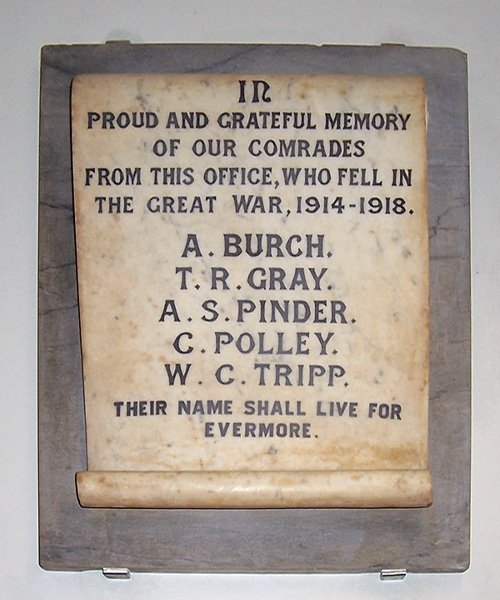 IN
PROUD AND GRATEFUL MEMORY
OF OUR COMRADES
FROM THIS OFFICE, WHO FELL IN
THE GREAT WAR, 1914-1918.
A. BURCH.
T. R. GRAY.
A. S. PINDER.
C. POLLEY.
W. C. TRIPP.
THEIR NAME SHALL LIVE FOR
EVERMORE.